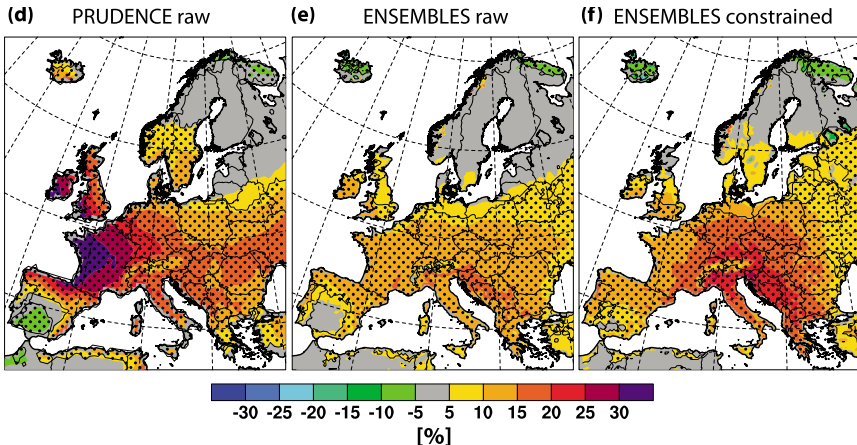 (d) PRUDENCE raw
(e) ENSEMBLES raw
(f) ENSEMBLES constrained
-30 -25 -20 -15 -10 -5 5 10 15 20 25 30
[%]